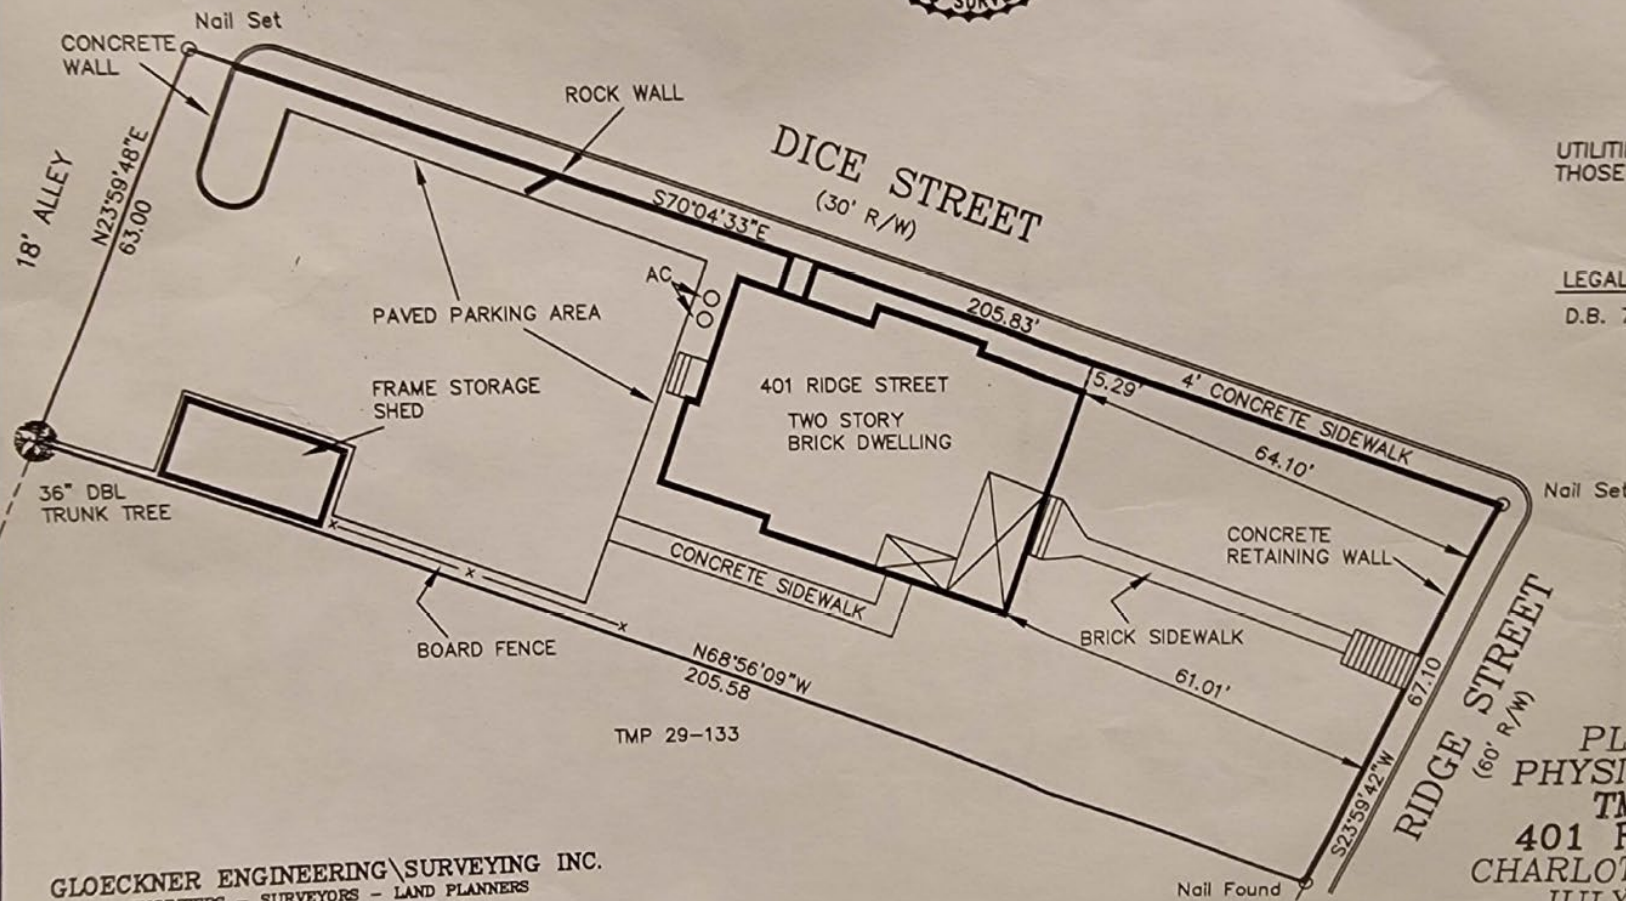 SURV
Nail Set
CONCRETE
WALL
ROCK WALL
DICE STREET
(30' R/W)
18' ALLEY
N23°59'48"E
63.00
S70°04'33"E
205.83'
AC
PAVED PARKING AREA
FRAME STORAGE
SHED
401 RIDGE STREET
TWO STORY
BRICK DWELLING
5.29'
4' CONCRETE SIDEWALK
64.10'
Nail Set
36" DBL
TRUNK TREE
CONCRETE
RETAINING WALL
CONCRETE SIDEWALK
BRICK SIDEWALK
BOARD FENCE
x
x
x
61.01'
67.10
S23°59'42"W
RIDGE STREET
(60' R/W)
N68°56'09"W
205.58
TMP 29-133
Nail Found
UTILITI
THOSE
LEGAL
D.B. 7
PL
PHYSI
TM
401 R
CHARLOT
JULY
GLOECKNER ENGINEERING\SURVEYING INC.
SURVEYORS - LAND PLANNERS